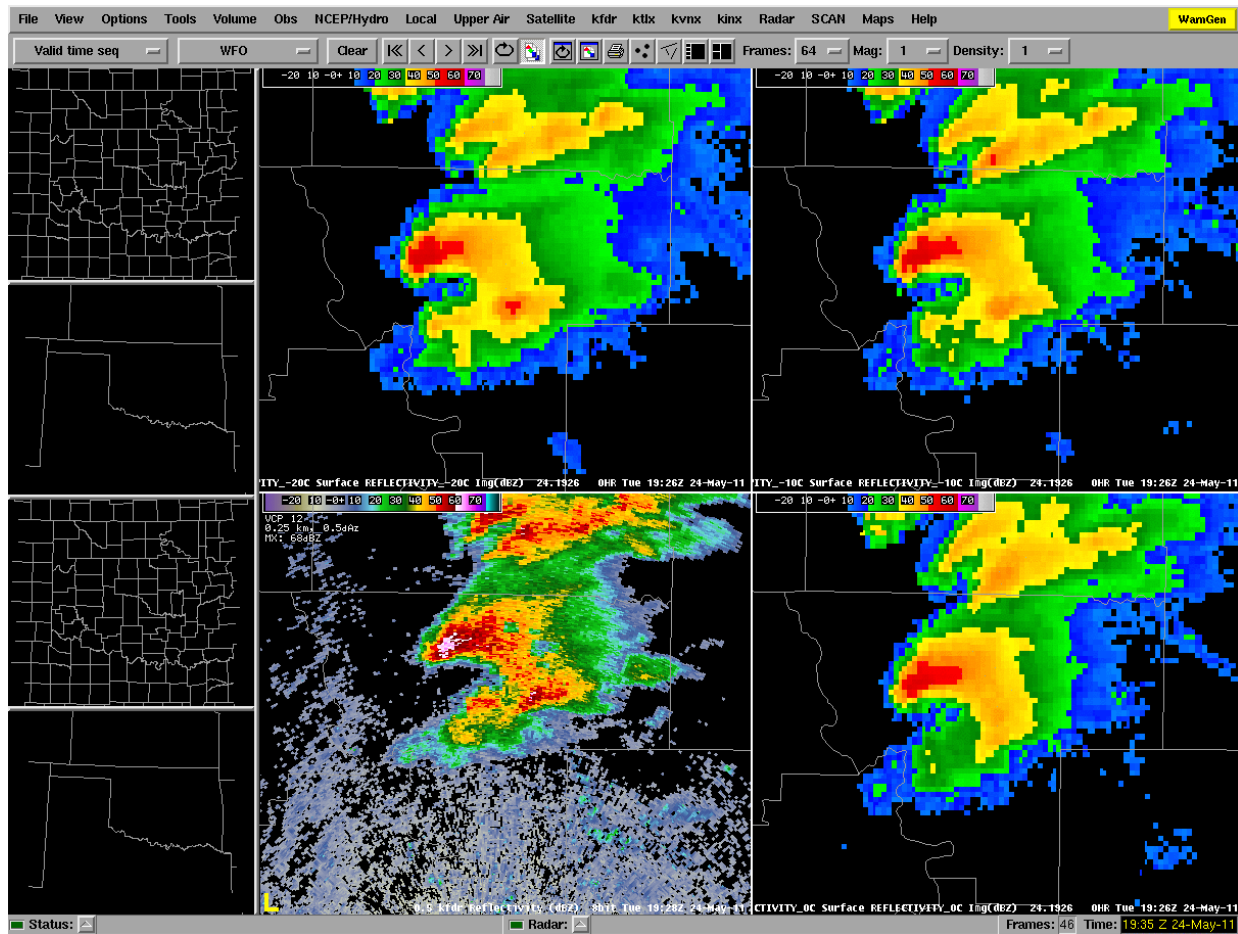 File View Options Tools Volume Obs NCEP/Hydro Local Upper Air Satellite kfdr ktlx kvnx kinx Radar SCAN Maps Help WarnGen
Valid time seq WFO Clear Frames: 64 Mag: 1 Density: 1
-20 10 -0+ 10 20 30 40 50 60 70
-20 10 -0+ 10 20 30 40 50 60 70
ITY_-20C Surface REFLECTIVITY_-20C Img(dBZ) 24.1926 0HR Tue 19:26Z 24-May-11
ITY_-10C Surface REFLECTIVITY_-10C Img(dBZ) 24.1926 0HR Tue 19:26Z 24-May-11
-20 10 -0+ 10 20 30 40 50 60 70
VCP 12
0.25 km, 0.5dAz
MX: 68dBZ
L
0.5 kfdr Reflectivity (dBZ) 8bit Tue 19:28Z 24-May-11
-20 10 -0+ 10 20 30 40 50 60 70
CTIVITY_0C Surface REFLECTIVITY_0C Img(dBZ) 24.1926 0HR Tue 19:26Z 24-May-11
Status: Radar: Frames: 46 Time: 19:35 Z 24-May-11